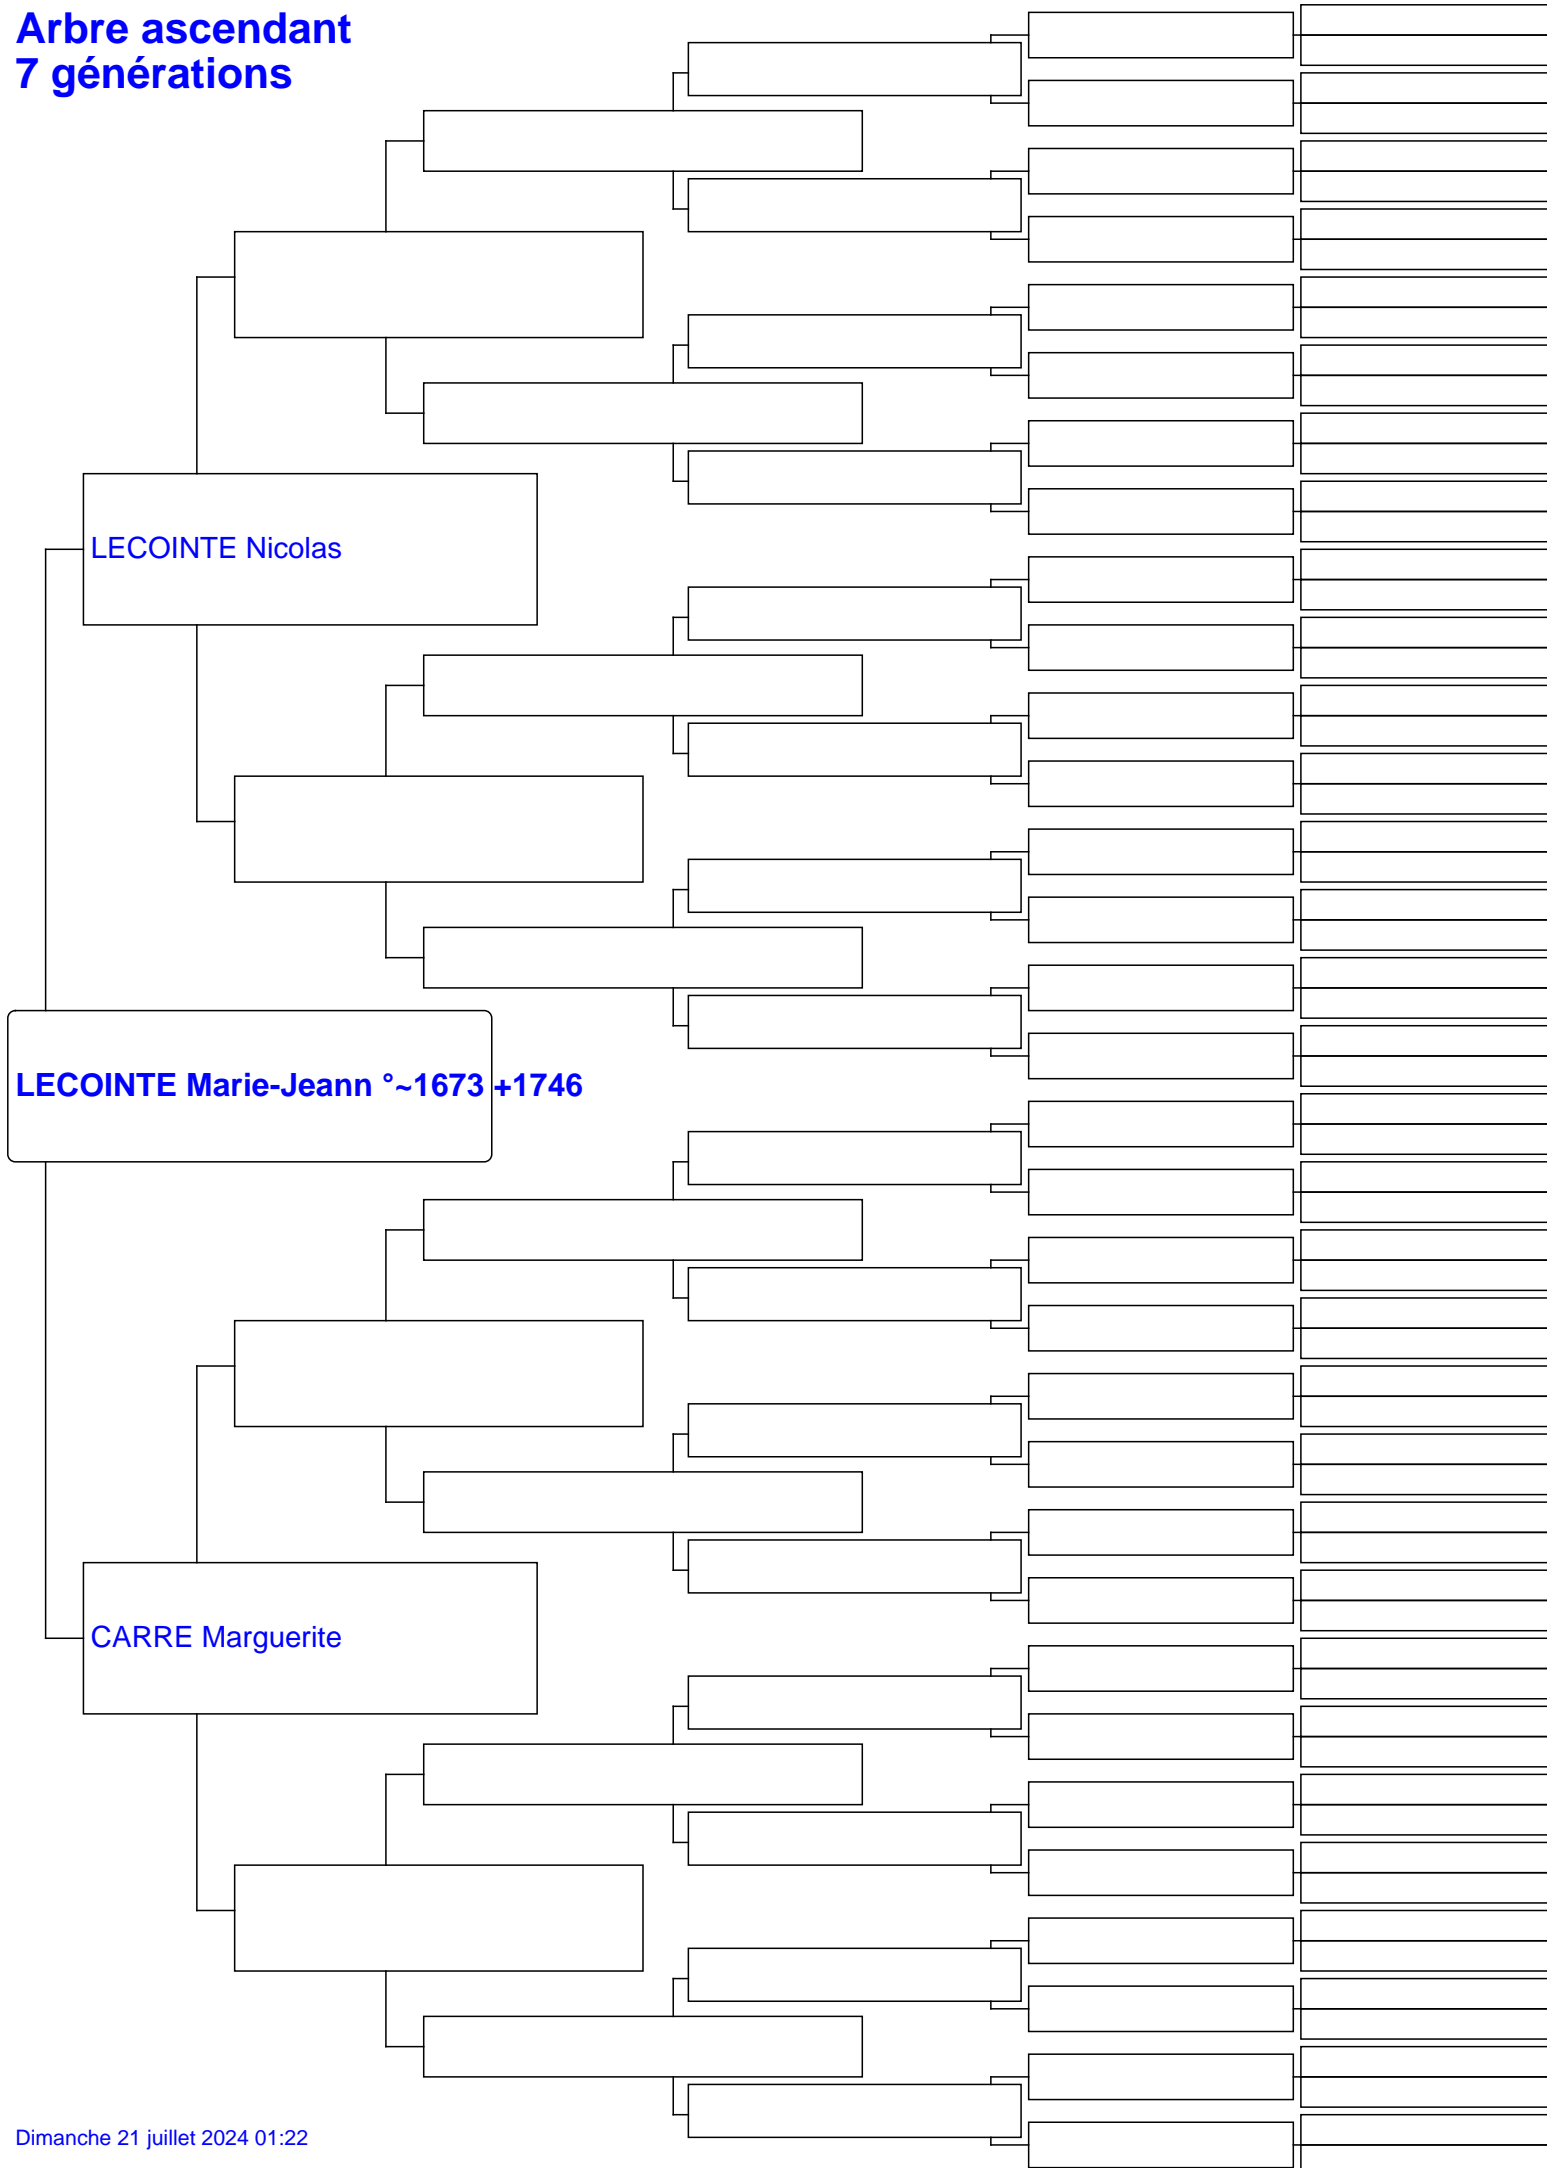 Arbre ascendant
7 générations
LECOINTE Nicolas
LECOINTE Marie-Jeann °~1673 +1746
CARRE Marguerite
Dimanche 21 juillet 2024 01:22